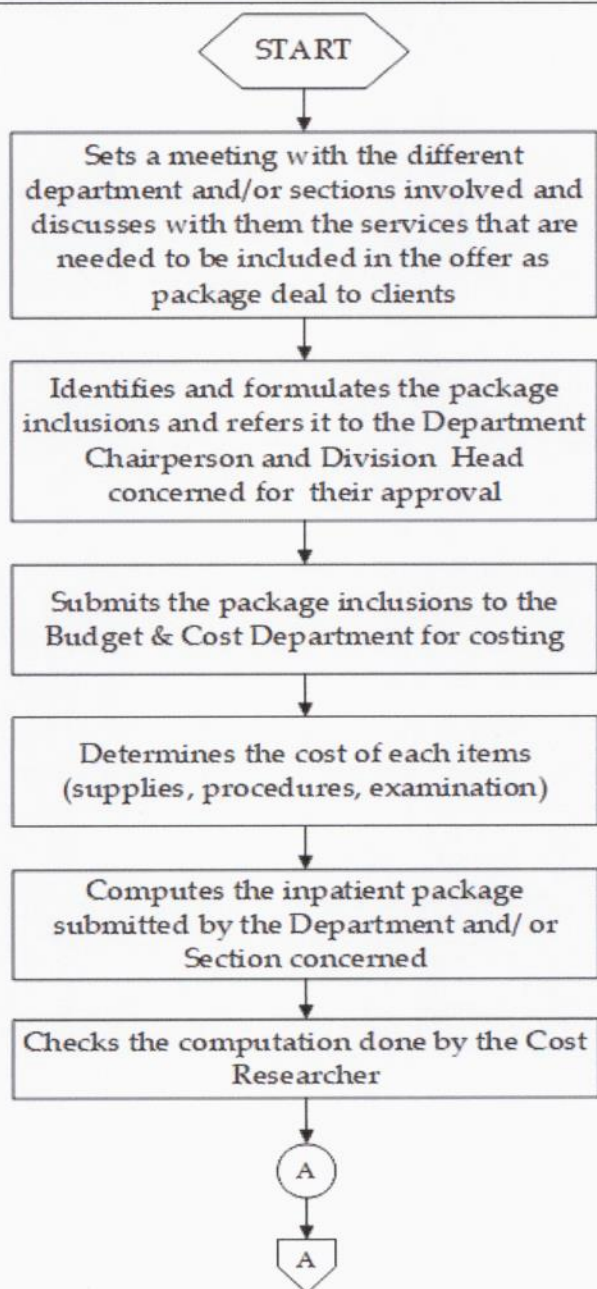 START
Sets a meeting with the different
department and/or sections involved and
discusses with them the services that are
needed to be included in the offer as
package deal to clients
Identifies and formulates the package
inclusions and refers it to the Department
Chairperson and Division Head
concerned for their approval
Submits the package inclusions to the
Budget & Cost Department for costing
Determines the cost of each items
(supplies, procedures, examination)
Computes the inpatient package
submitted by the Department and/ or
Section concerned
Checks the computation done by the Cost
Researcher
A
A